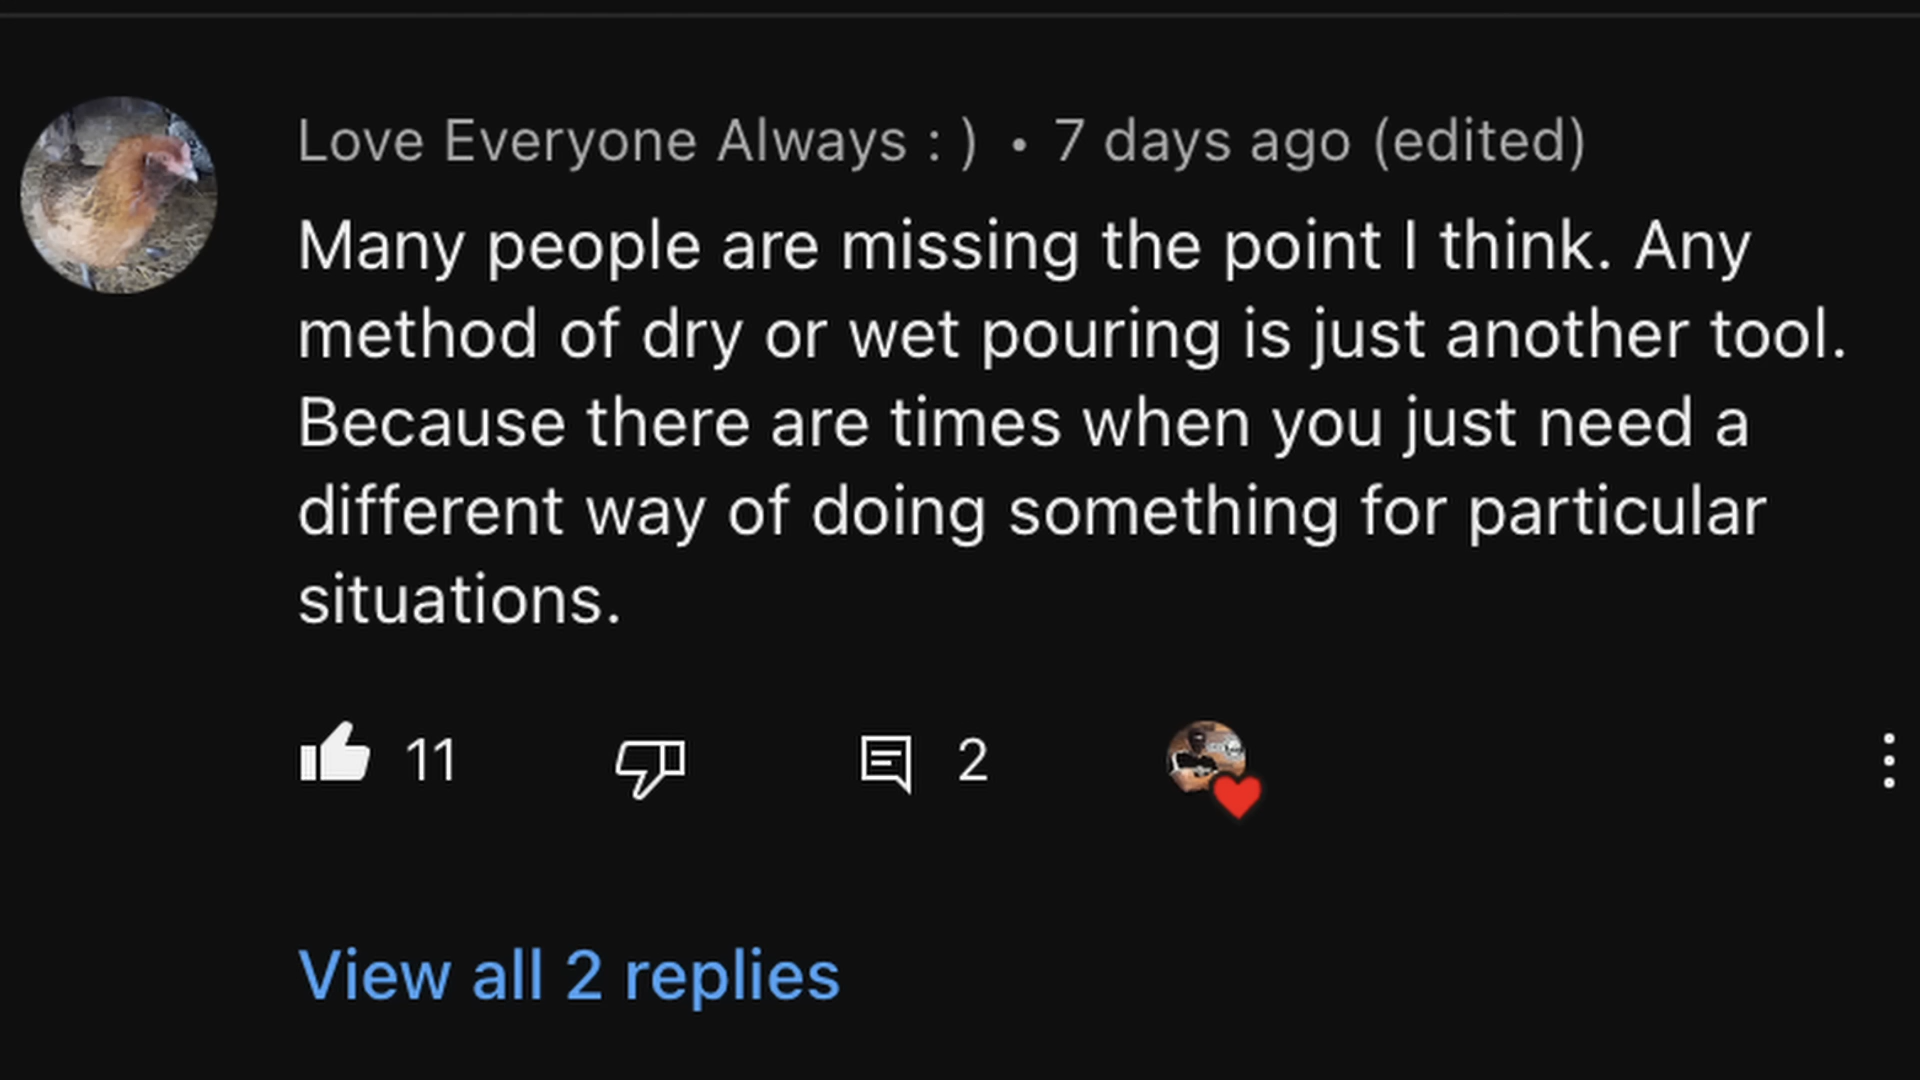 Love Everyone Always : ) • 7 days ago (edited)
Many people are missing the point I think. Any
method of dry or wet pouring is just another tool.
Because there are times when you just need a
different way of doing something for particular
situations.
11 2
View all 2 replies